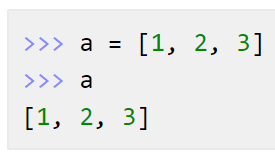 >>> a = [1, 2, 3]
>>> a
[1, 2, 3]